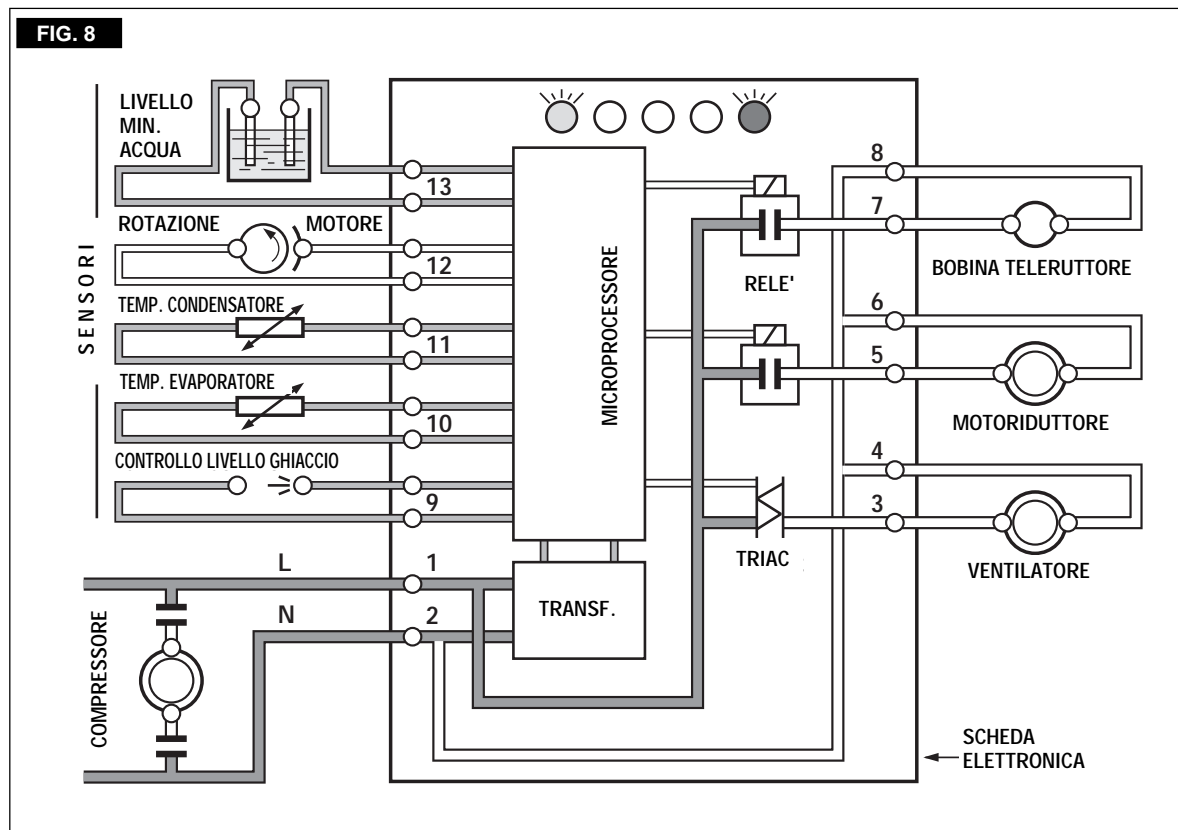 FIG. 8
LIVELLO
MIN.
ACQUA
13
ROTAZIONE MOTORE
12
TEMP. CONDENSATORE
11
TEMP. EVAPORATORE
10
CONTROLLO LIVELLO GHIACCIO
9
SENSORI
L
1
N
2
COMPRESSORE
MICROPROCESSORE
TRANSF.
RELE'
TRIAC
8
7
BOBINA TELERUTTORE
6
5
MOTORIDUTTORE
4
3
VENTILATORE
SCHEDA
ELETTRONICA